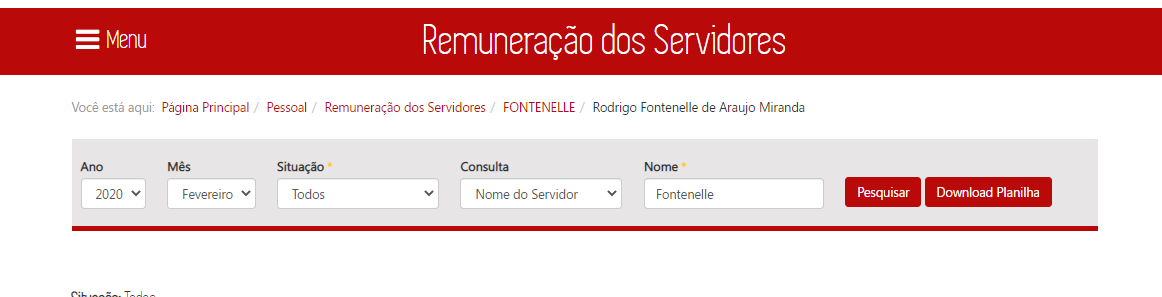 Menu
Remuneração dos Servidores
Você está aqui: Página Principal / Pessoal / Remuneração dos Servidores / FONTENELLE / Rodrigo Fontenelle de Araujo Miranda
Ano Mês Situação * Consulta Nome *
2020 Fevereiro Todos Nome do Servidor Fontenelle Pesquisar Download Planilha
Situação: Todos